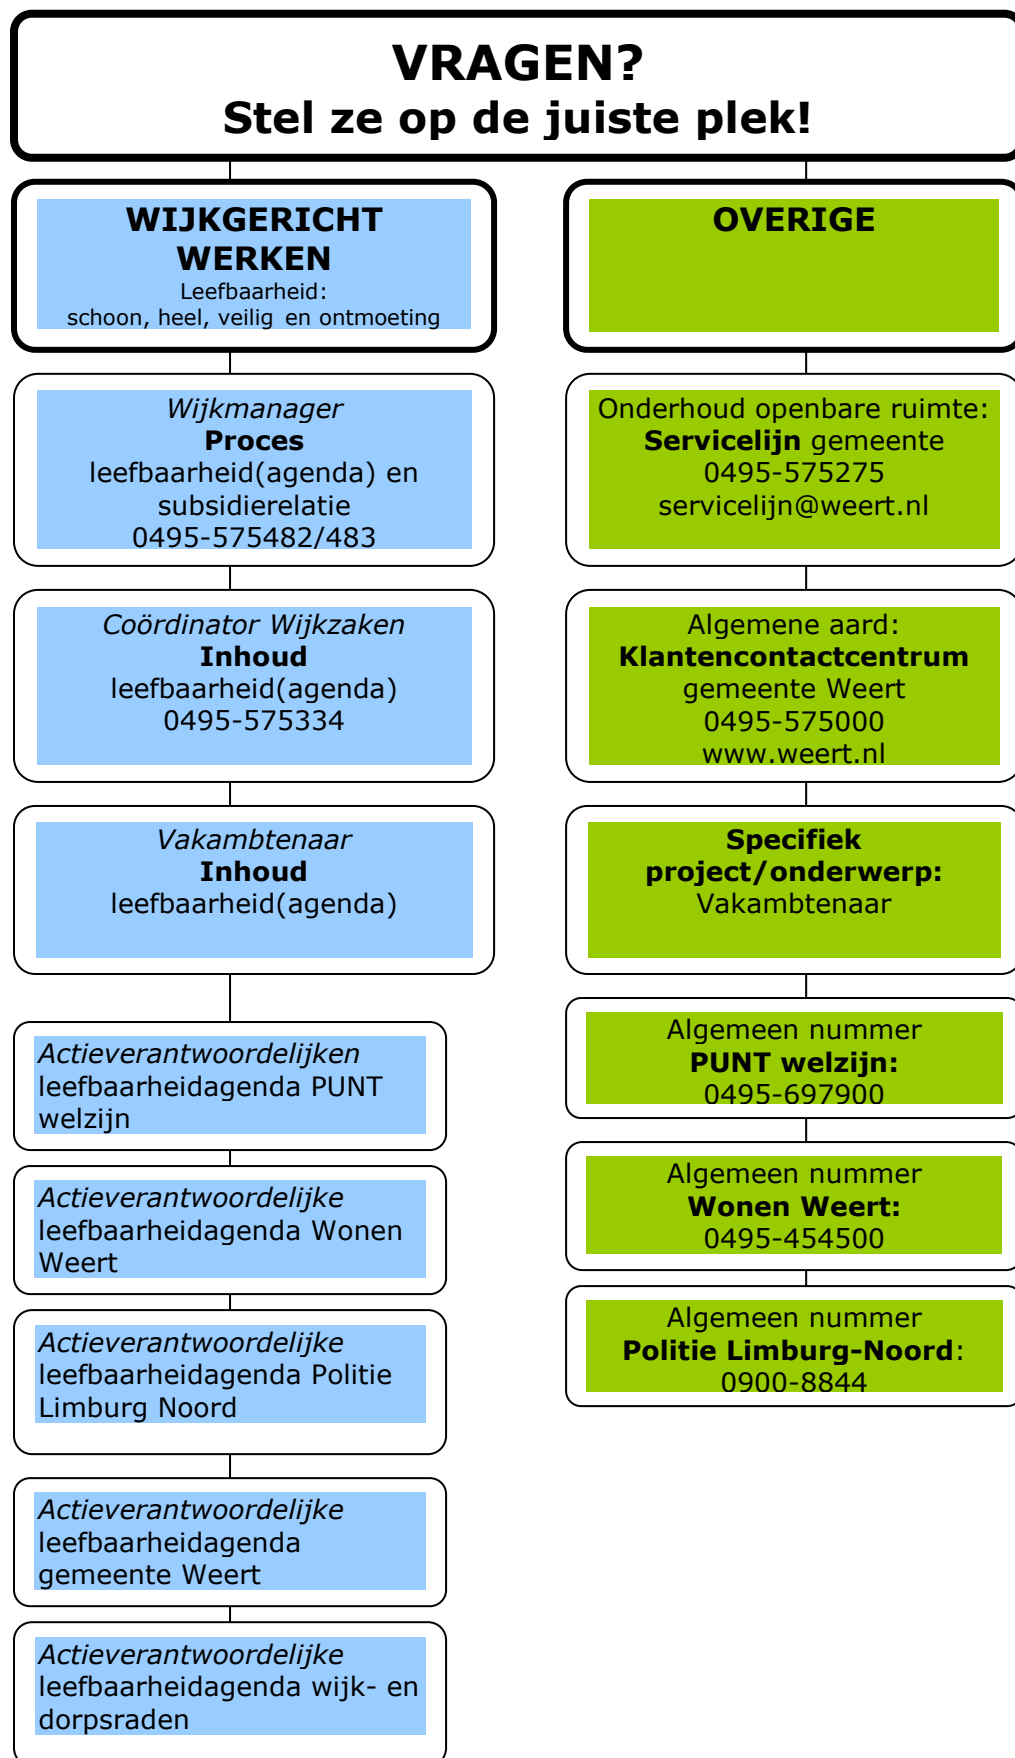 VRAGEN?
Stel ze op de juiste plek!
WIJKGERICHT
WERKEN
Leefbaarheid:
schoon, heel, veilig en ontmoeting
Wijkmanager
Proces
leefbaarheid(agenda) en
subsidierelatie
0495-575482/483
Coördinator Wijkzaken
Inhoud
leefbaarheid(agenda)
0495-575334
Vakambtenaar
Inhoud
leefbaarheid(agenda)
Actieverantwoordelijken
leefbaarheidagenda PUNT
welzijn
Actieverantwoordelijke
leefbaarheidagenda Wonen
Weert
Actieverantwoordelijke
leefbaarheidagenda Politie
Limburg Noord
Actieverantwoordelijke
leefbaarheidagenda
gemeente Weert
Actieverantwoordelijke
leefbaarheidagenda wijk- en
dorpsraden
OVERIGE
Onderhoud openbare ruimte:
Servicelijn gemeente
0495-575275
servicelijn@weert.nl
Algemene aard:
Klantencontactcentrum
gemeente Weert
0495-575000
www.weert.nl
Specifiek
project/onderwerp:
Vakambtenaar
Algemeen nummer
PUNT welzijn:
0495-697900
Algemeen nummer
Wonen Weert:
0495-454500
Algemeen nummer
Politie Limburg-Noord:
0900-8844